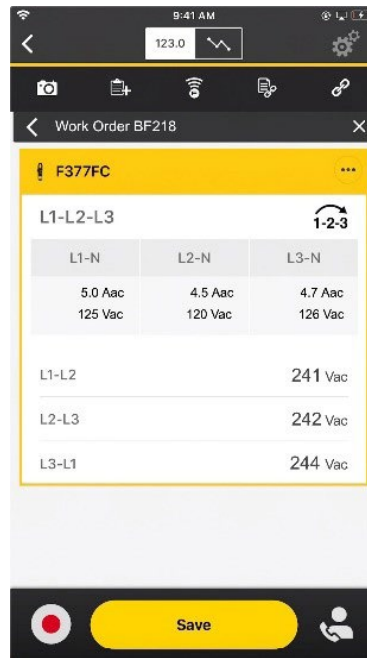 9:41 AM
123.0
Work Order BF218
F377FC
L1-L2-L3
1-2-3
L1-N L2-N L3-N
5.0 Aac 4.5 Aac 4.7 Aac
125 Vac 120 Vac 126 Vac
L1-L2 241 Vac
L2-L3 242 Vac
L3-L1 244 Vac
Save